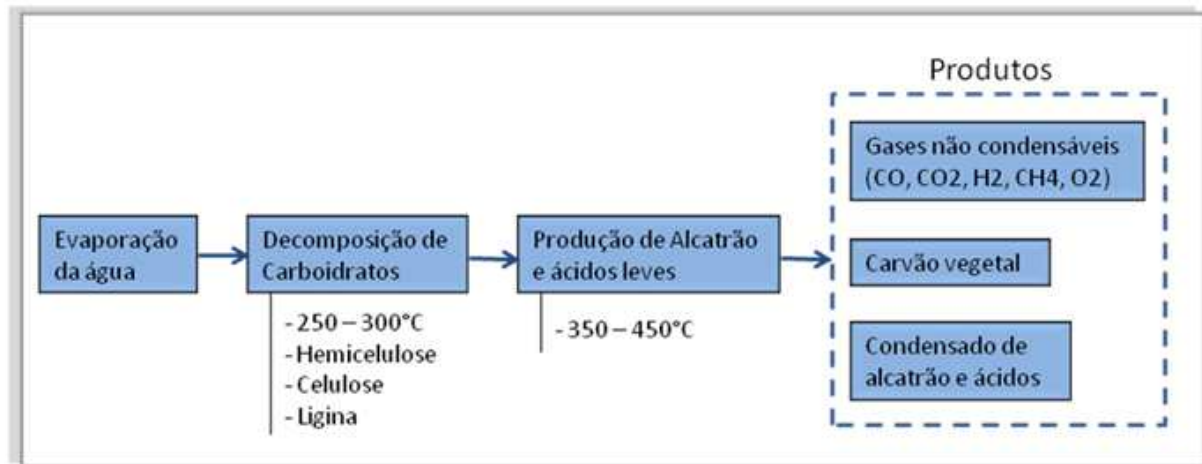 Produtos
Gases não condensáveis
(CO, CO2, H2, CH4, O2)
Evaporação
da água
Decomposição de
Carboidratos
Produção de Alcatrão
e ácidos leves
Carvão vegetal
- 250 – 300°C
- Hemicelulose
- Celulose
- Ligina
- 350 – 450°C
Condensado de
alcatrão e ácidos